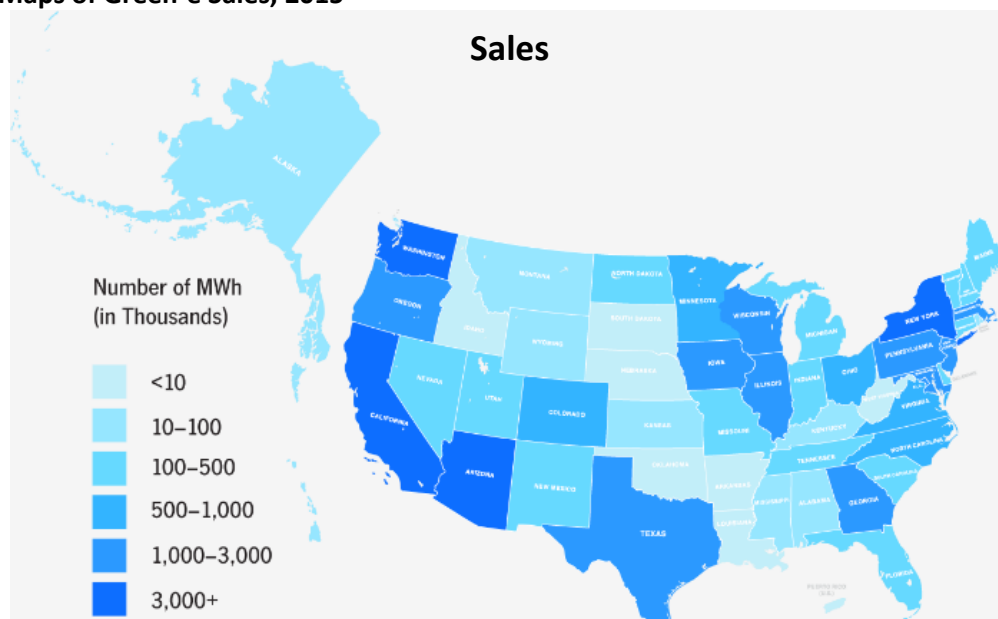 Maps of Green-e Sales, 2015
Sales
ALASKA
WASHINGTON
MONTANA
NORTH DAKOTA
MINNESOTA
MAINE
OREGON
IDAHO
SOUTH DAKOTA
WISCONSIN
MICHIGAN
NEW YORK
WYOMING
Number of MWh
(in Thousands)
<10
10–100
100–500
500–1,000
1,000–3,000
3,000+
NEBRASKA
IOWA
PENNSYLVANIA
NEVADA
UTAH
COLORADO
ILLINOIS
INDIANA
OHIO
CALIFORNIA
KANSAS
MISSOURI
KENTUCKY
VIRGINIA
ARIZONA
NEW MEXICO
OKLAHOMA
ARKANSAS
TENNESSEE
NORTH CAROLINA
SOUTH CAROLINA
TEXAS
LOUISIANA
MISSISSIPPI
ALABAMA
GEORGIA
FLORIDA
PUERTO RICO